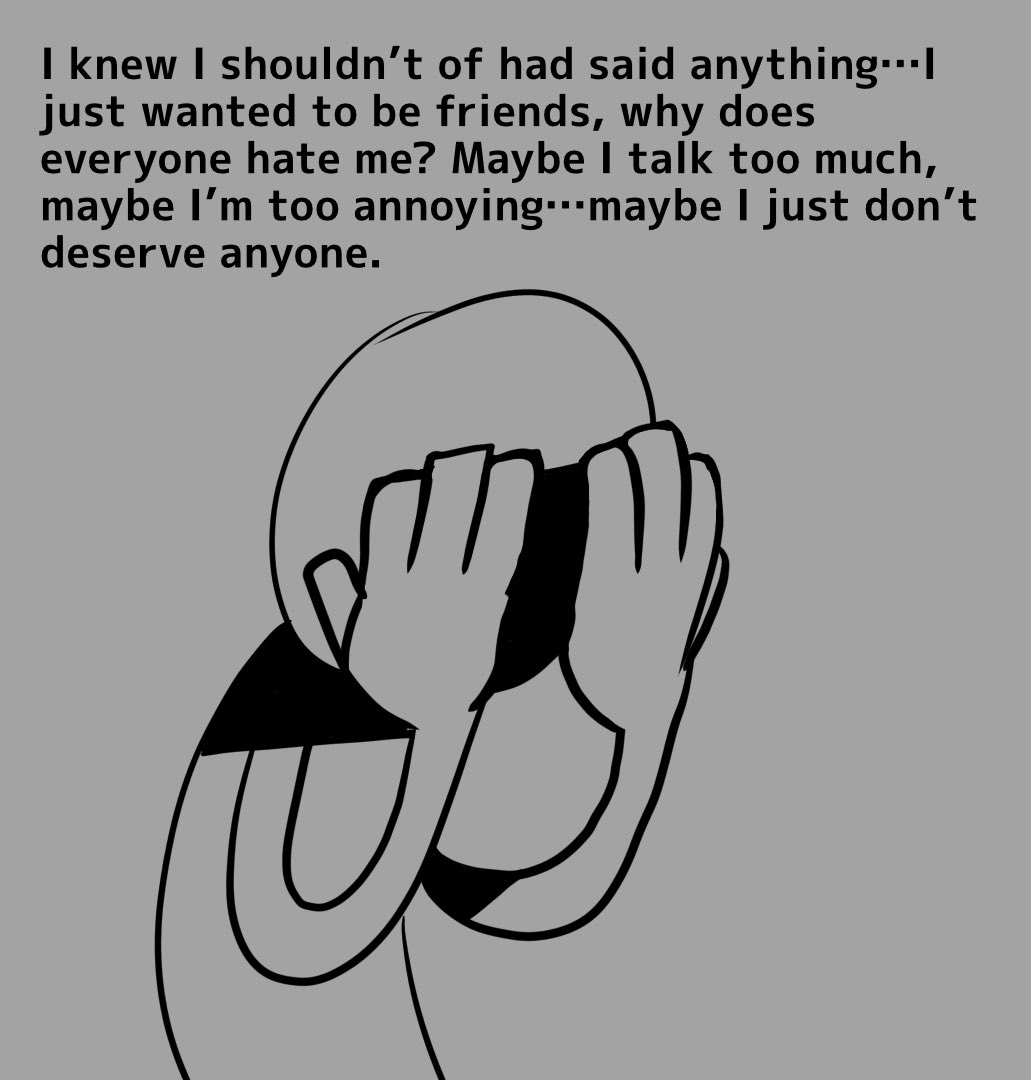 I knew I shouldn’t of had said anything…I
just wanted to be friends, why does
everyone hate me? Maybe I talk too much,
maybe I’m too annoying…maybe I just don’t
deserve anyone.